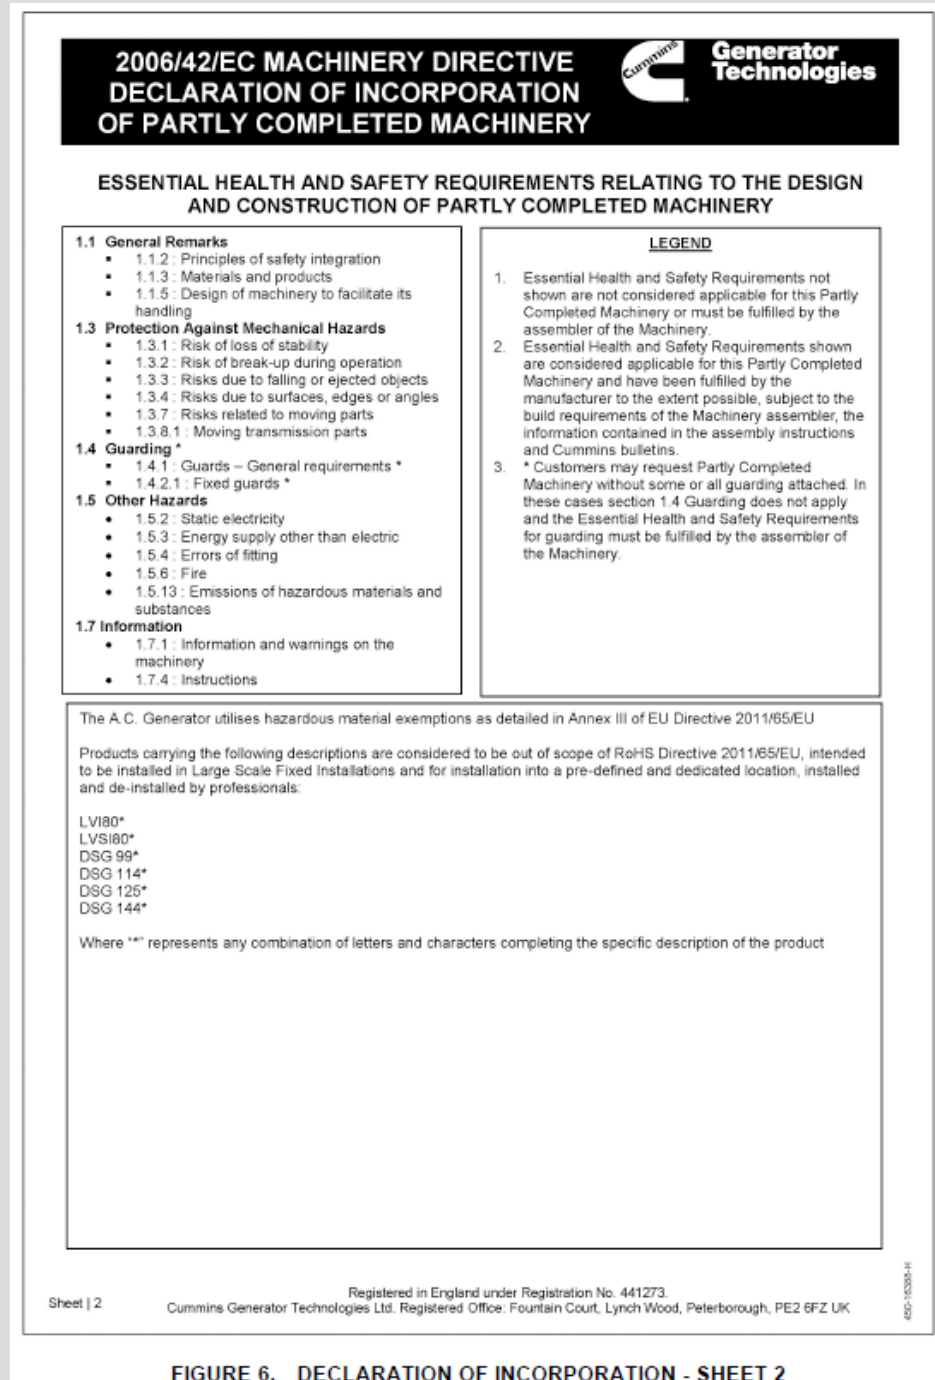 2006/42/EC MACHINERY DIRECTIVE
DECLARATION OF INCORPORATION
OF PARTLY COMPLETED MACHINERY
Cummins
Generator
Technologies
ESSENTIAL HEALTH AND SAFETY REQUIREMENTS RELATING TO THE DESIGN
AND CONSTRUCTION OF PARTLY COMPLETED MACHINERY
1.1 General Remarks
▪ 1.1.2 : Principles of safety integration
▪ 1.1.3 : Materials and products
▪ 1.1.5 : Design of machinery to facilitate its
handling
1.3 Protection Against Mechanical Hazards
▪ 1.3.1 : Risk of loss of stability
▪ 1.3.2 : Risk of break-up during operation
▪ 1.3.3 : Risks due to falling or ejected objects
▪ 1.3.4 : Risks due to surfaces, edges or angles
▪ 1.3.7 : Risks related to moving parts
▪ 1.3.8.1 : Moving transmission parts
1.4 Guarding *
▪ 1.4.1 : Guards – General requirements *
▪ 1.4.2.1 : Fixed guards *
1.5 Other Hazards
• 1.5.2 : Static electricity
• 1.5.3 : Energy supply other than electric
• 1.5.4 : Errors of fitting
• 1.5.6 : Fire
• 1.5.13 : Emissions of hazardous materials and
substances
1.7 Information
• 1.7.1 : Information and warnings on the
machinery
• 1.7.4 : Instructions
LEGEND
1. Essential Health and Safety Requirements not
shown are not considered applicable for this Partly
Completed Machinery or must be fulfilled by the
assembler of the Machinery.
2. Essential Health and Safety Requirements shown
are considered applicable for this Partly Completed
Machinery and have been fulfilled by the
manufacturer to the extent possible, subject to the
build requirements of the Machinery assembler, the
information contained in the assembly instructions
and Cummins bulletins.
3. * Customers may request Partly Completed
Machinery without some or all guarding attached. In
these cases section 1.4 Guarding does not apply
and the Essential Health and Safety Requirements
for guarding must be fulfilled by the assembler of
the Machinery.
The A.C. Generator utilises hazardous material exemptions as detailed in Annex III of EU Directive 2011/65/EU
Products carrying the following descriptions are considered to be out of scope of RoHS Directive 2011/65/EU, intended
to be installed in Large Scale Fixed Installations and for installation into a pre-defined and dedicated location, installed
and de-installed by professionals:
LVI80*
LVSI80*
DSG 99*
DSG 114*
DSG 125*
DSG 144*
Where "*" represents any combination of letters and characters completing the specific description of the product
Sheet | 2
Registered in England under Registration No. 441273.
Cummins Generator Technologies Ltd. Registered Office: Fountain Court, Lynch Wood, Peterborough, PE2 6FZ UK
450-16388-H
FIGURE 6. DECLARATION OF INCORPORATION - SHEET 2